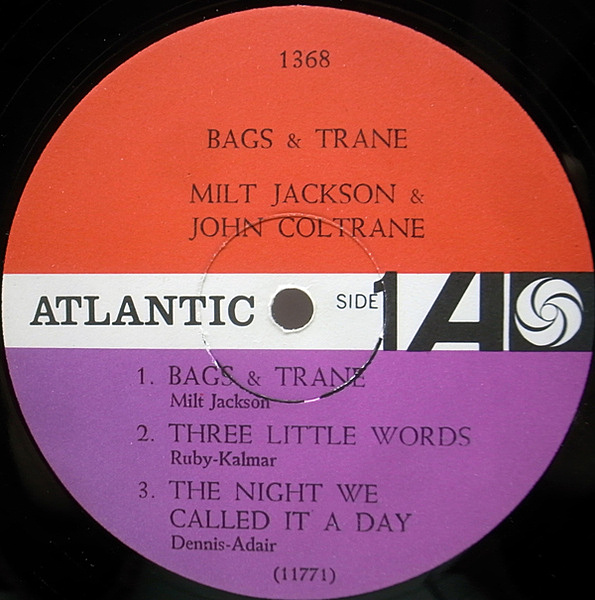 1368
BAGS & TRANE
MILT JACKSON &
JOHN COLTRANE
ATLANTIC SIDE 1 A
1. BAGS & TRANE
Milt Jackson
2. THREE LITTLE WORDS
Ruby-Kalmar
3. THE NIGHT WE
CALLED IT A DAY
Dennis-Adair
(11771)